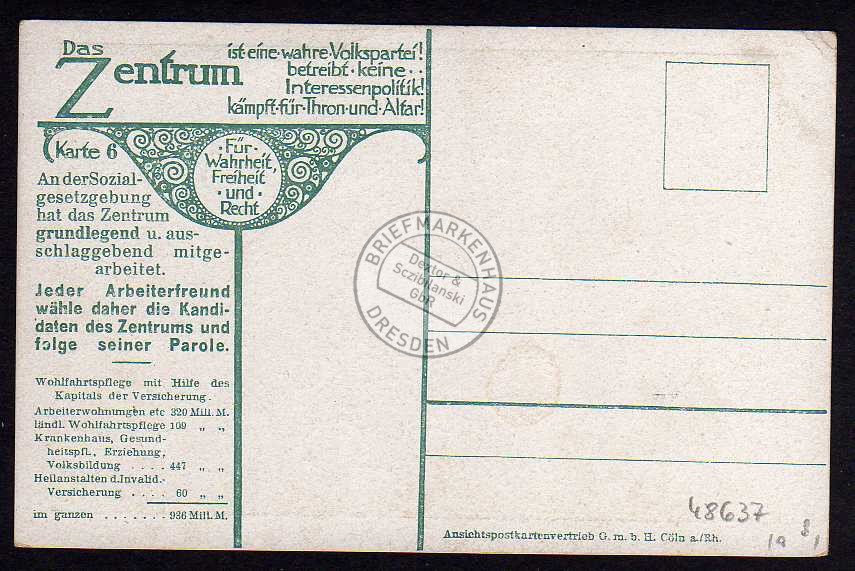 Das
Zentrum
ist·eine·wahre·Volkspartei!
betreibt·keine··
Interessenpolitik!
kämpft·für·Thron·und·Altar!
Karte 6
·Für·
Wahrheit,
Freiheit
·und·
Recht
An der Sozial-
gesetzgebung
hat das Zentrum
grundlegend u. aus-
schlaggebend mitge-
arbeitet.
Jeder Arbeiterfreund
wähle daher die Kandi-
daten des Zentrums und
folge seiner Parole.
Wohlfahrtspflege mit Hilfe des
Kapitals der Versicherung.
Arbeiterwohnungen etc 320 Mill. M.
ländl. Wohlfahrtspflege 109 „ „
Krankenhaus, Gesund-
heitspfl., Erziehung,
Volksbildung . . . . 447 „ „
Heilanstalten d. Invalid.-
Versicherung . . . . 60 „ „
im ganzen . . . . . . . 936 Mill. M.
BRIEFMARKENHAUS
Dextor &
Sczibilanski
GbR
DRESDEN
48637
Ansichtspostkartenvertrieb G. m. b. H. Cöln a./Rh.